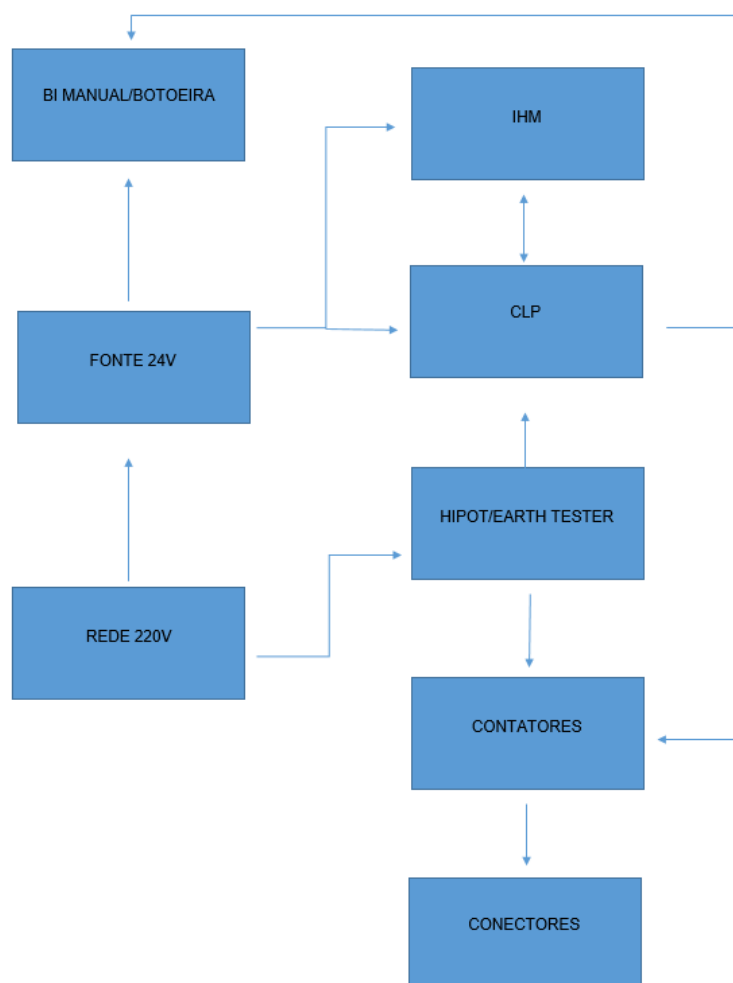 BI MANUAL/BOTOEIRA
IHM
CLP
FONTE 24V
HIPOT/EARTH TESTER
REDE 220V
CONTATORES
CONECTORES